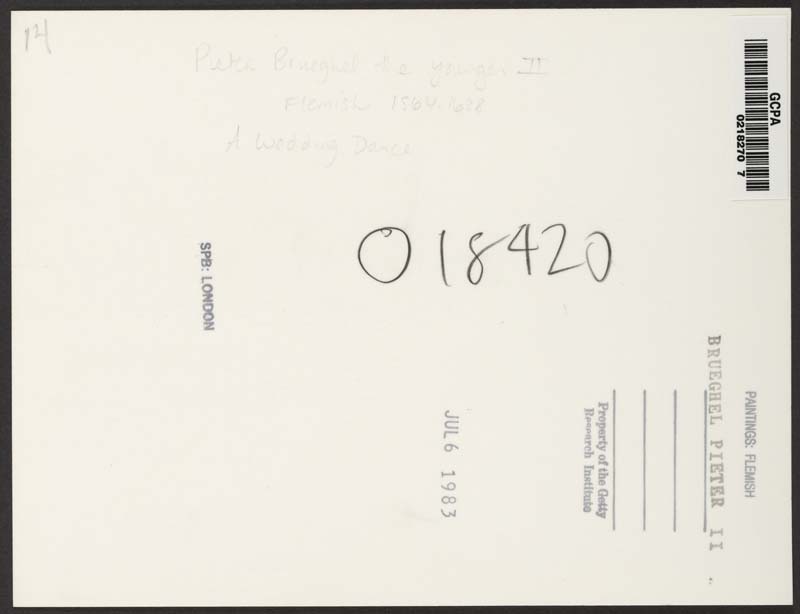 14
Pieter Brueghel the younger II
Flemish 1564-1628
A Wedding Dance
GCPA
0218270 7
018420
SPB: LONDON
JUL 6 1983
Property of the Getty
Research Institute
BRUEGHEL PIETER II
PAINTINGS: FLEMISH